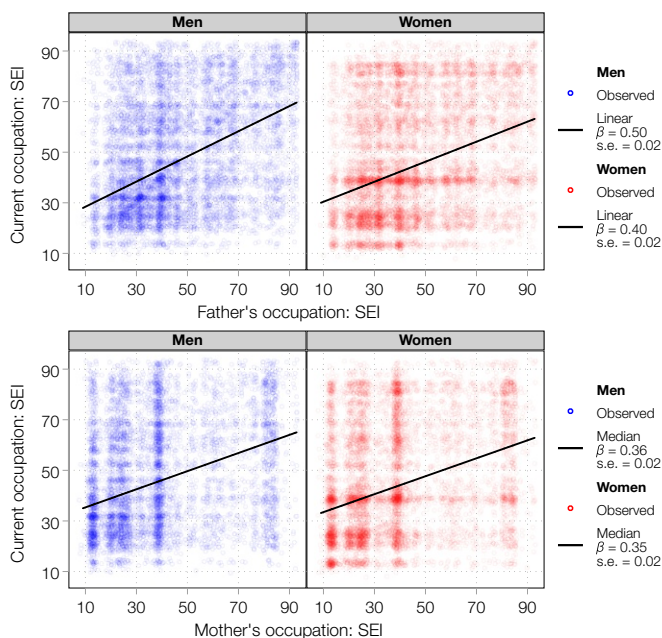 Men Women
90
70
50
30
10
Current occupation: SEI
10 30 50 70 90 10 30 50 70 90
Father's occupation: SEI
Men
Observed
Linear
β = 0.50
s.e. = 0.02
Women
Observed
Linear
β = 0.40
s.e. = 0.02
Men Women
90
70
50
30
10
Current occupation: SEI
10 30 50 70 90 10 30 50 70 90
Mother's occupation: SEI
Men
Observed
Median
β = 0.36
s.e. = 0.02
Women
Observed
Median
β = 0.35
s.e. = 0.02